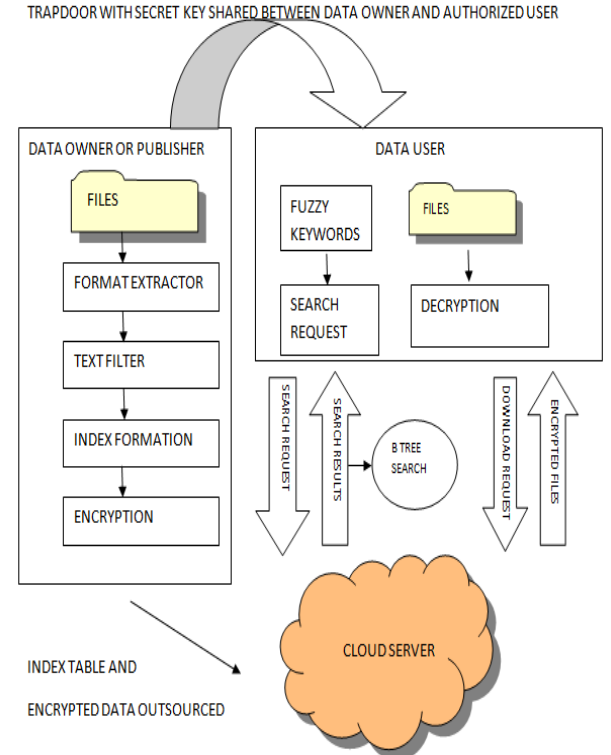 TRAPDOOR WITH SECRET KEY SHARED BETWEEN DATA OWNER AND AUTHORIZED USER
DATA OWNER OR PUBLISHER
FILES
FORMAT EXTRACTOR
TEXT FILTER
INDEX FORMATION
ENCRYPTION
DATA USER
FUZZY
KEYWORDS
SEARCH
REQUEST
FILES
DECRYPTION
SEARCH REQUEST
SEARCH RESULTS
B TREE
SEARCH
DOWNLOAD REQUEST
ENCRYPTED FILES
CLOUD SERVER
INDEX TABLE AND
ENCRYPTED DATA OUTSOURCED